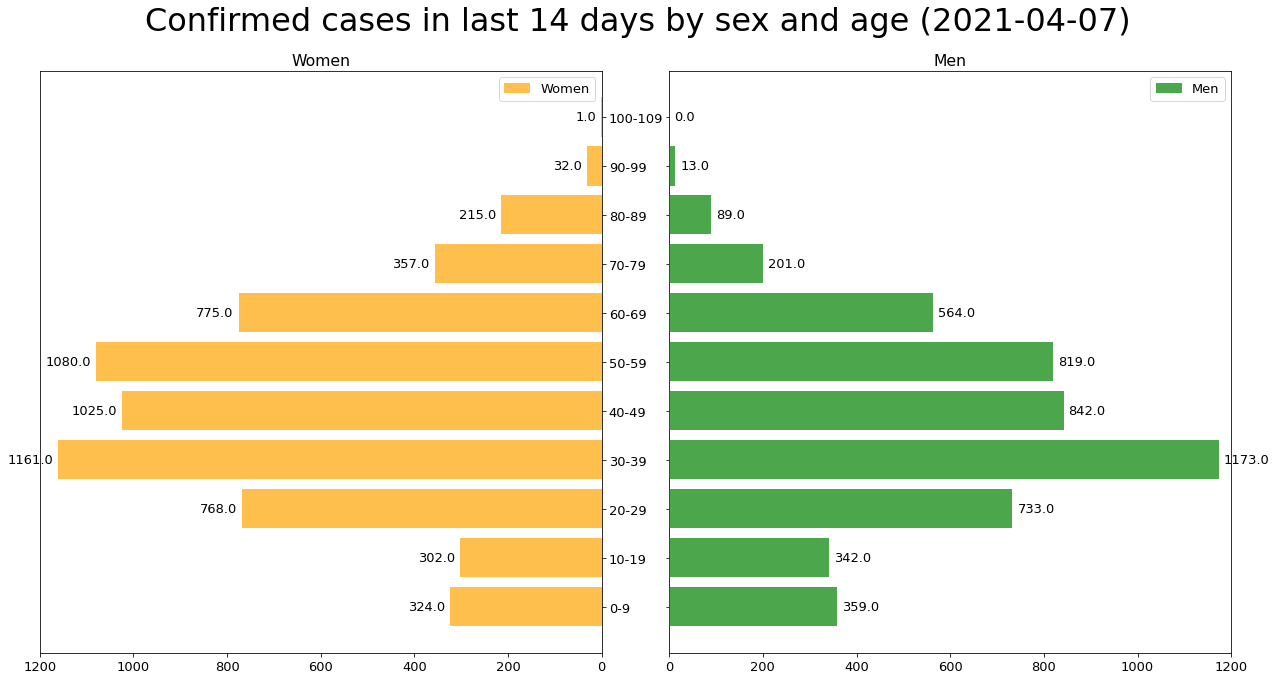 Confirmed cases in last 14 days by sex and age (2021-04-07)
Women
Men
Women
Men
1.0 100-109 0.0
32.0 90-99 13.0
215.0 80-89 89.0
357.0 70-79 201.0
775.0 60-69 564.0
1080.0 50-59 819.0
1025.0 40-49 842.0
1161.0 30-39 1173.0
768.0 20-29 733.0
302.0 10-19 342.0
324.0 0-9 359.0
1200 1000 800 600 400 200 0
0 200 400 600 800 1000 1200